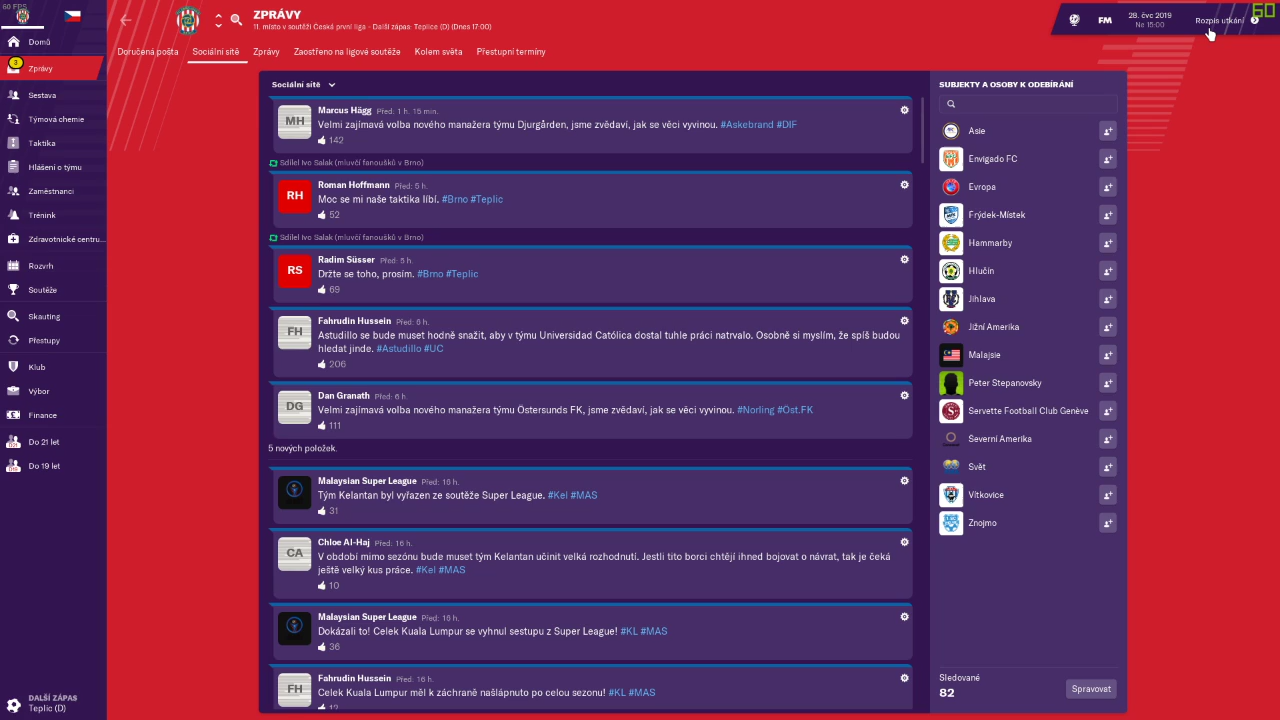 60 FPS
ZPRÁVY
11. místo v soutěži Česká první liga - Další zápas: Teplice (D) (Dnes 17:00)
FM
28. čvc 2019
Ne 15:00
Rozpis utkání
60
Doručená pošta
Sociální sítě
Zprávy
Zaostřeno na ligové soutěže
Kolem světa
Přestupní termíny
Domů
3
Zprávy
Sestava
Týmová chemie
Taktika
Hlášení o týmu
Zaměstnanci
Trénink
Zdravotnické centru...
Rozvrh
Soutěže
Skauting
Přestupy
Klub
Výbor
Finance
Do 21 let
Do 19 let
DALŠÍ ZÁPAS
Teplic (D)
Sociální sítě
MH
Marcus Hägg Před: 1 h. 15 min.
Velmi zajímavá volba nového manažera týmu Djurgården, jsme zvědaví, jak se věci vyvinou. #Askebrand #DIF
142
Sdílel Ivo Salak (mluvčí fanoušků v Brno)
RH
Roman Hoffmann Před: 5 h.
Moc se mi naše taktika líbí. #Brno #Teplic
52
Sdílel Ivo Salak (mluvčí fanoušků v Brno)
RS
Radim Süsser Před: 5 h.
Držte se toho, prosím. #Brno #Teplic
69
FH
Fahrudin Hussein Před: 6 h.
Astudillo se bude muset hodně snažit, aby v týmu Universidad Católica dostal tuhle práci natrvalo. Osobně si myslím, že spíš budou
hledat jinde. #Astudillo #UC
206
DG
Dan Granath Před: 6 h.
Velmi zajímavá volba nového manažera týmu Östersunds FK, jsme zvědaví, jak se věci vyvinou. #Norling #Öst.FK
111
5 nových položek.
Malaysian Super League Před: 16 h.
Tým Kelantan byl vyřazen ze soutěže Super League. #Kel #MAS
31
CA
Chloe Al-Haj Před: 16 h.
V období mimo sezónu bude muset tým Kelantan učinit velká rozhodnutí. Jestli tito borci chtějí ihned bojovat o návrat, tak je čeká
ještě velký kus práce. #Kel #MAS
10
Malaysian Super League Před: 16 h.
Dokázali to! Celek Kuala Lumpur se vyhnul sestupu z Super League! #KL #MAS
36
FH
Fahrudin Hussein Před: 16 h.
Celek Kuala Lumpur měl k záchraně našlápnuto po celou sezonu! #KL #MAS
12
SUBJEKTY A OSOBY K ODEBÍRÁNÍ
Asie
Envigado FC
Evropa
Frýdek-Místek
Hammarby
Hlučín
Jihlava
Jižní Amerika
Malajsie
Peter Stepanovsky
Servette Football Club Genève
Severní Amerika
Svět
Vítkovice
Znojmo
Sledované
82
Spravovat